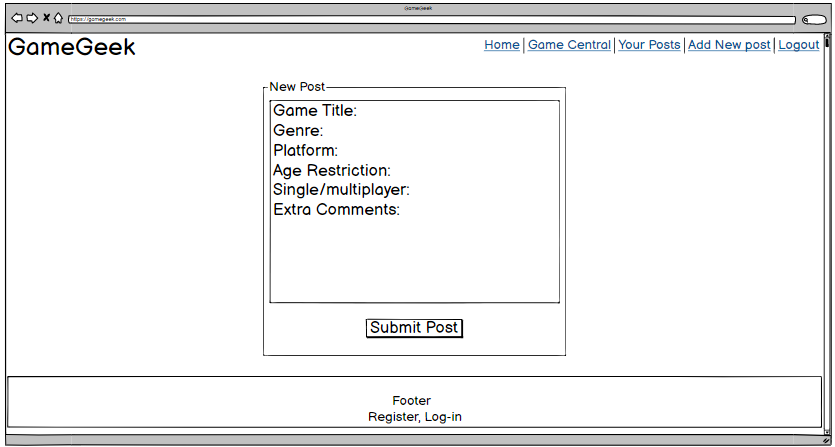 GameGeek
https://gamegeek.com
GameGeek
Home | Game Central | Your Posts | Add New post | Logout
New Post
Game Title:
Genre:
Platform:
Age Restriction:
Single/multiplayer:
Extra Comments:
Submit Post
Footer
Register, Log-in